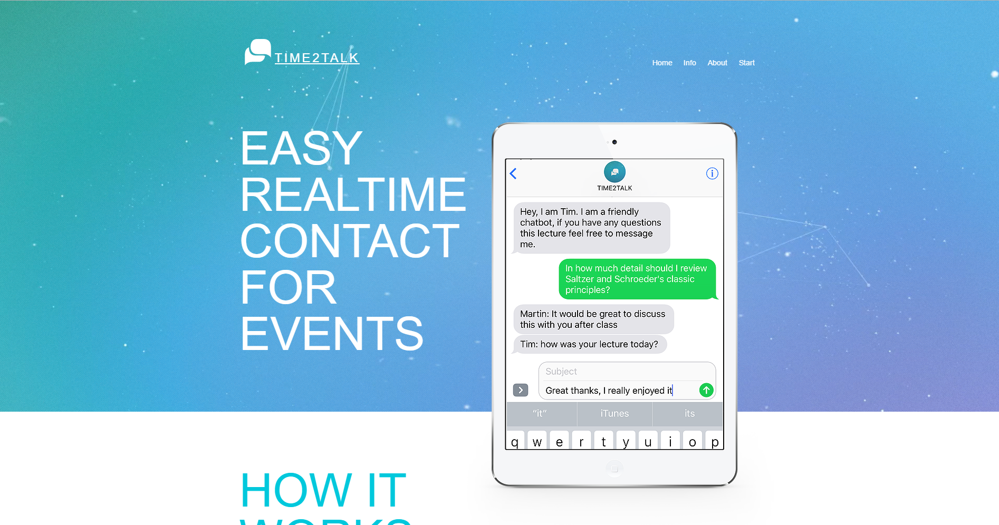 TIME2TALK
Home Info About Start
EASY
REALTIME
CONTACT
FOR
EVENTS
TIME2TALK
Hey, I am Tim. I am a friendly
chatbot, if you have any questions
this lecture feel free to message
me.
In how much detail should I review
Saltzer and Schroeder's classic
principles?
Martin: It would be great to discuss
this with you after class
Tim: how was your lecture today?
Subject
Great thanks, I really enjoyed it
“it” iTunes its
q w e r t y u i o p
HOW IT
WORKS